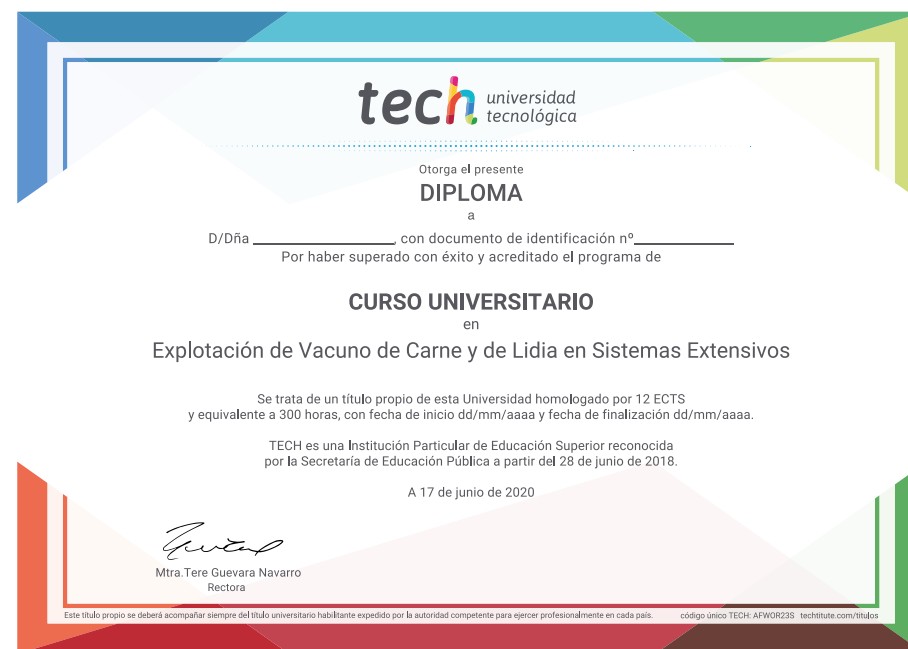 tech universidad
tecnológica
Otorga el presente
DIPLOMA
a
D/Dña ____________, con documento de identificación nº____________
Por haber superado con éxito y acreditado el programa de
CURSO UNIVERSITARIO
en
Explotación de Vacuno de Carne y de Lidia en Sistemas Extensivos
Se trata de un título propio de esta Universidad homologado por 12 ECTS
y equivalente a 300 horas, con fecha de inicio dd/mm/aaaa y fecha de finalización dd/mm/aaaa.
TECH es una Institución Particular de Educación Superior reconocida
por la Secretaría de Educación Pública a partir del 28 de junio de 2018.
A 17 de junio de 2020
Mtra.Tere Guevara Navarro
Rectora
Este título propio se deberá acompañar siempre del título universitario habilitante expedido por la autoridad competente para ejercer profesionalmente en cada país. código único TECH: AFWOR23S techtitute.com/titulos